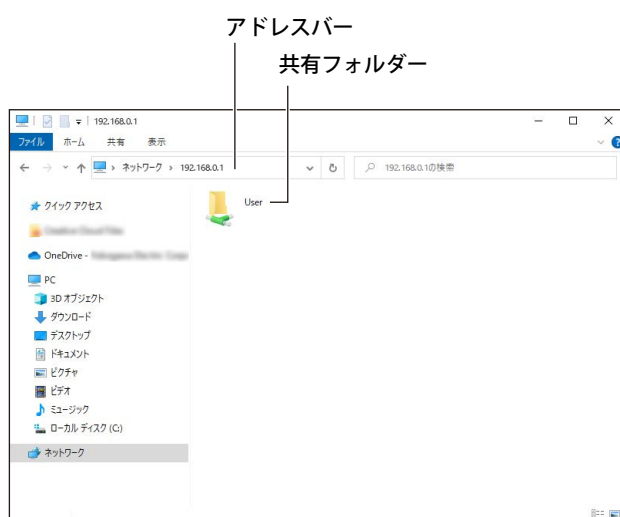 アドレスバー
共有フォルダー
192.168.0.1
ファイル ホーム 共有 表示
ネットワーク › 192.168.0.1
192.168.0.1の検索
クイック アクセス
User
OneDrive -
PC
3D オブジェクト
ダウンロード
デスクトップ
ドキュメント
ピクチャ
ビデオ
ミュージック
ローカル ディスク (C:)
ネットワーク